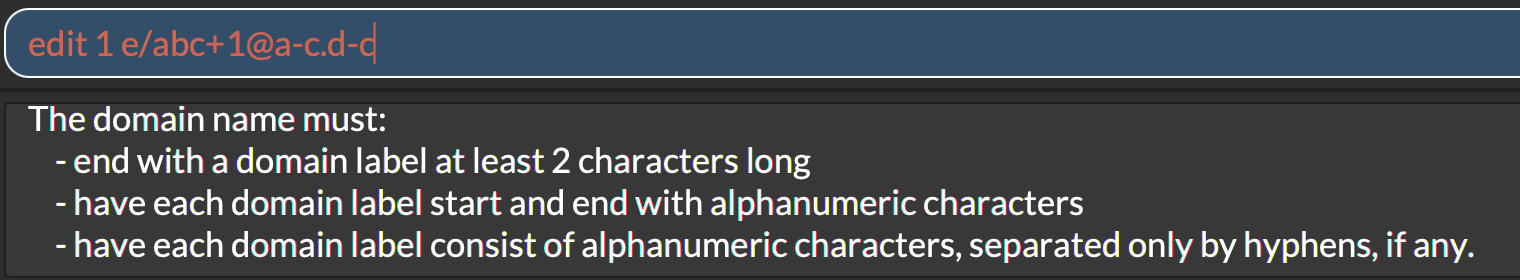 edit 1 e/abc+1@a-c.d-c
The domain name must:
- end with a domain label at least 2 characters long
- have each domain label start and end with alphanumeric characters
- have each domain label consist of alphanumeric characters, separated only by hyphens, if any.